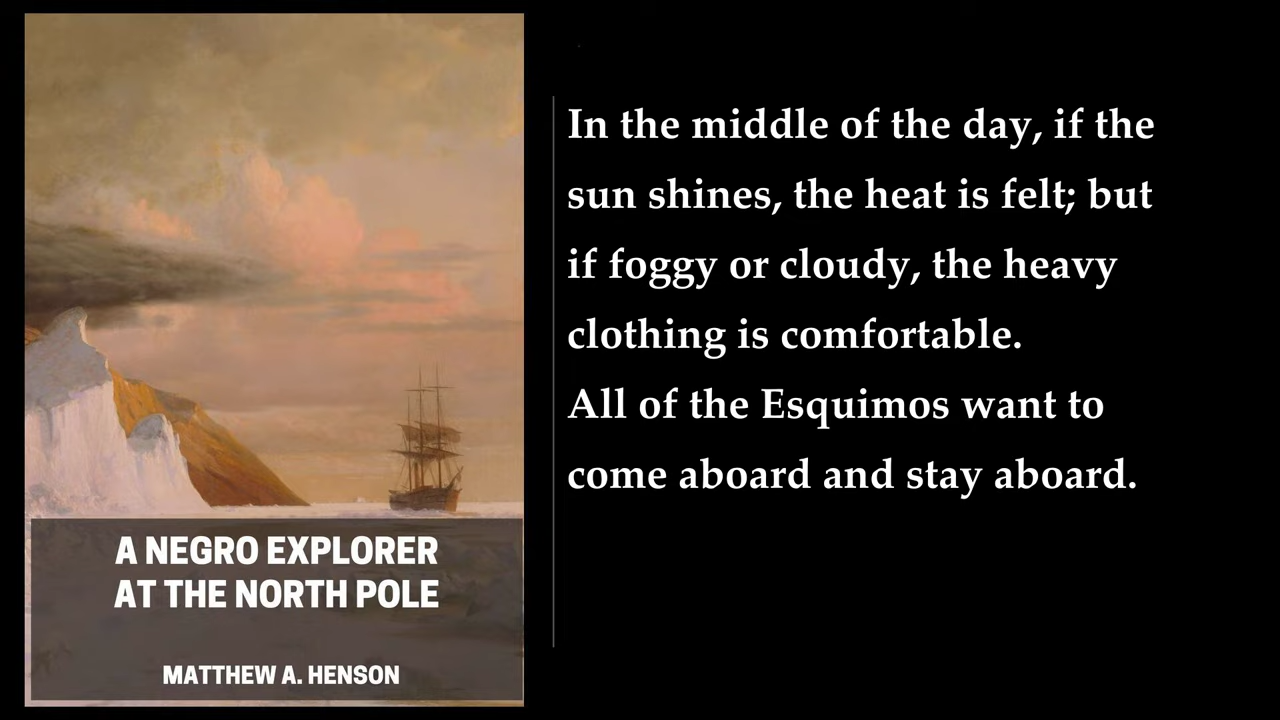 In the middle of the day, if the
sun shines, the heat is felt; but
if foggy or cloudy, the heavy
clothing is comfortable.
All of the Esquimos want to
come aboard and stay aboard.
A NEGRO EXPLORER
AT THE NORTH POLE
MATTHEW A. HENSON